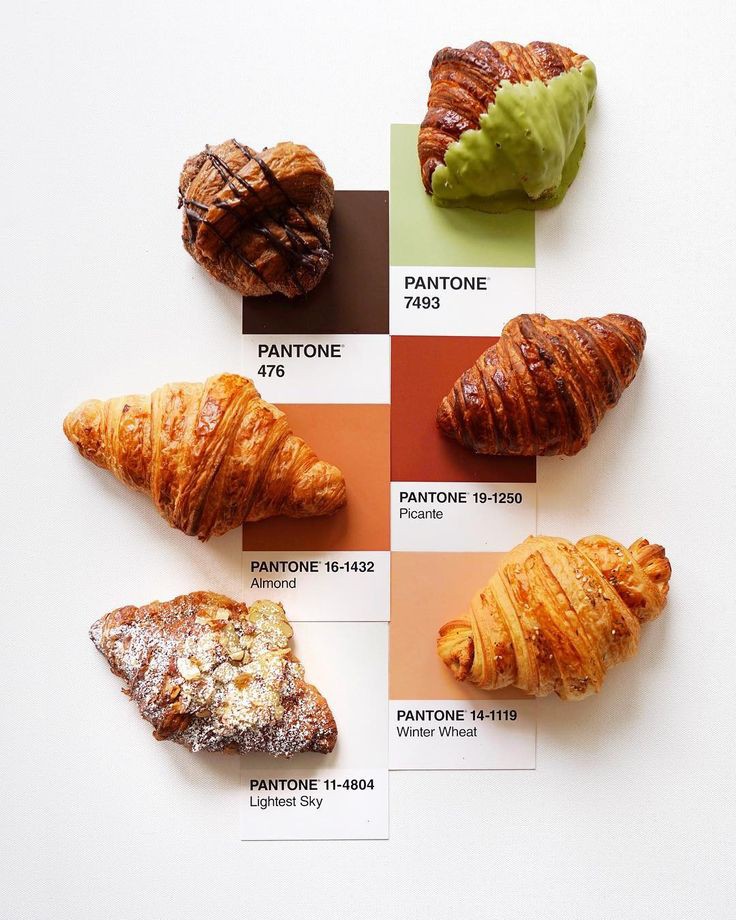 PANTONE®
7493
PANTONE®
476
PANTONE® 19-1250
Picante
PANTONE® 16-1432
Almond
PANTONE® 14-1119
Winter Wheat
PANTONE® 11-4804
Lightest Sky